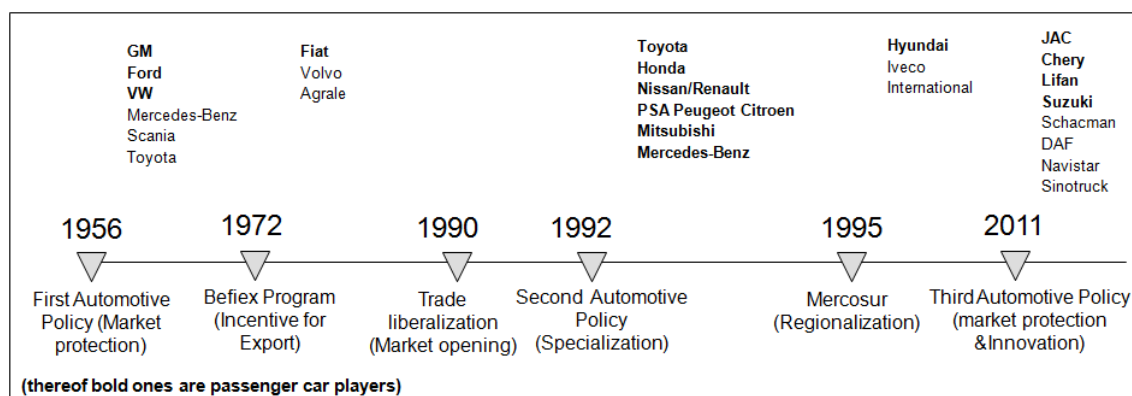 GM
Ford
VW
Mercedes-Benz
Scania
Toyota
Fiat
Volvo
Agrale
Toyota
Honda
Nissan/Renault
PSA Peugeot Citroen
Mitsubishi
Mercedes-Benz
Hyundai
Iveco
International
JAC
Chery
Lifan
Suzuki
Schacman
DAF
Navistar
Sinotruck
1956
1972
1990
1992
1995
2011
First Automotive
Policy (Market
protection)
Befiex Program
(Incentive for
Export)
Trade
liberalization
(Market opening)
Second Automotive
Policy
(Specialization)
Mercosur
(Regionalization)
Third Automotive Policy
(market protection
&Innovation)
(thereof bold ones are passenger car players)